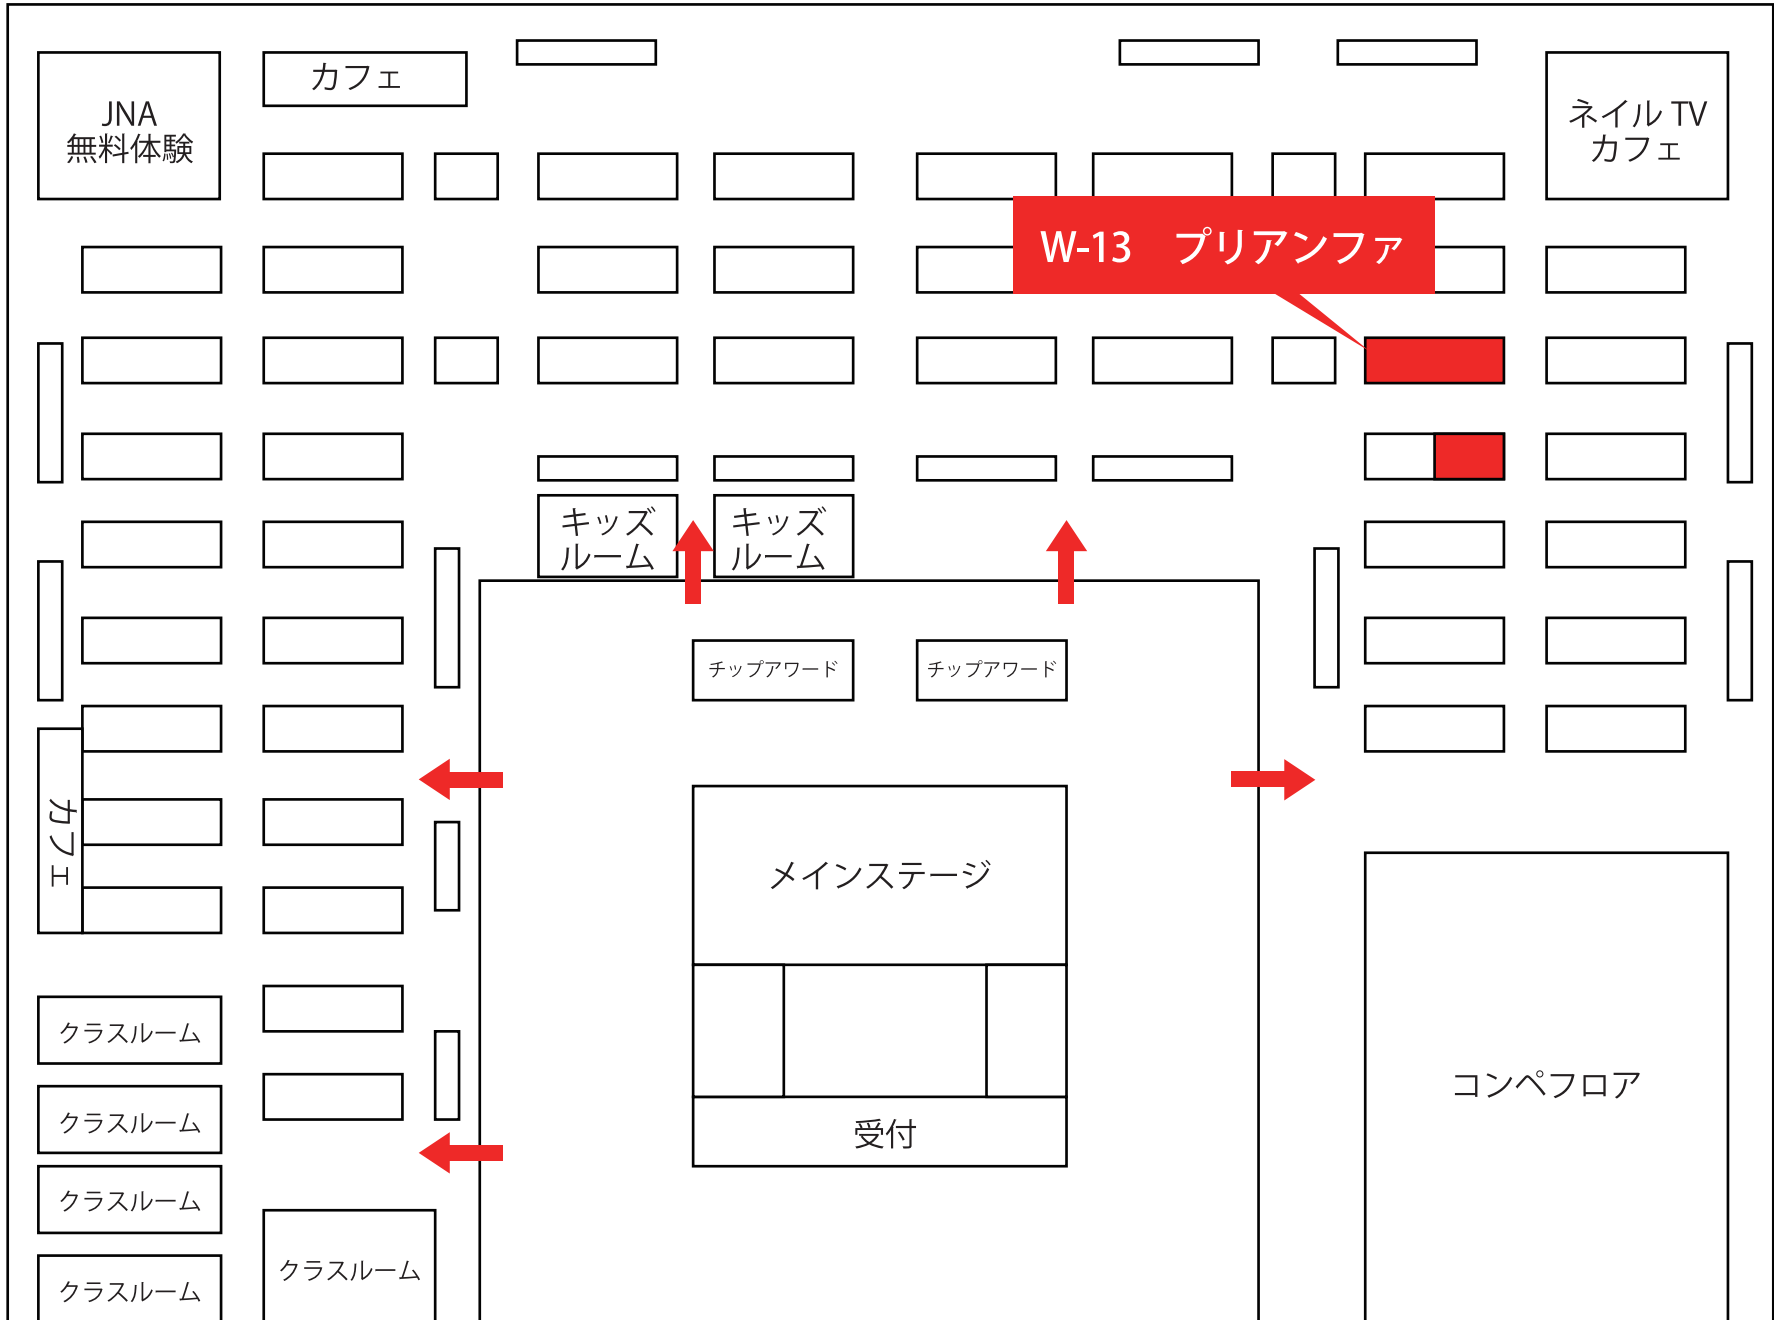 JNA
無料体験
カフェ
ネイル TV
カフェ
W-13　プリアンファ
キッズ
ルーム
キッズ
ルーム
チップアワード
チップアワード
カフェ
メインステージ
クラスルーム
コンペフロア
クラスルーム
受付
クラスルーム
クラスルーム
クラスルーム